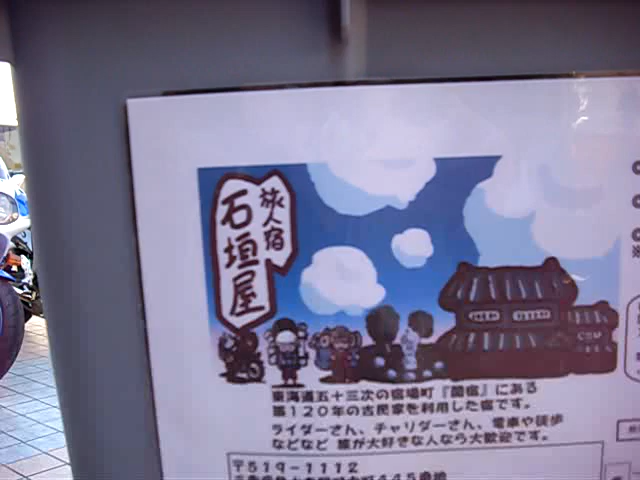 旅人宿
石垣屋
東海道五十三次の宿場町『関宿』にある
築120年の古民家を利用した宿です。
ライダーさん、チャリダーさん、電車や徒歩
などなど 旅が大好きな人なら大歓迎です。
〒519-1112